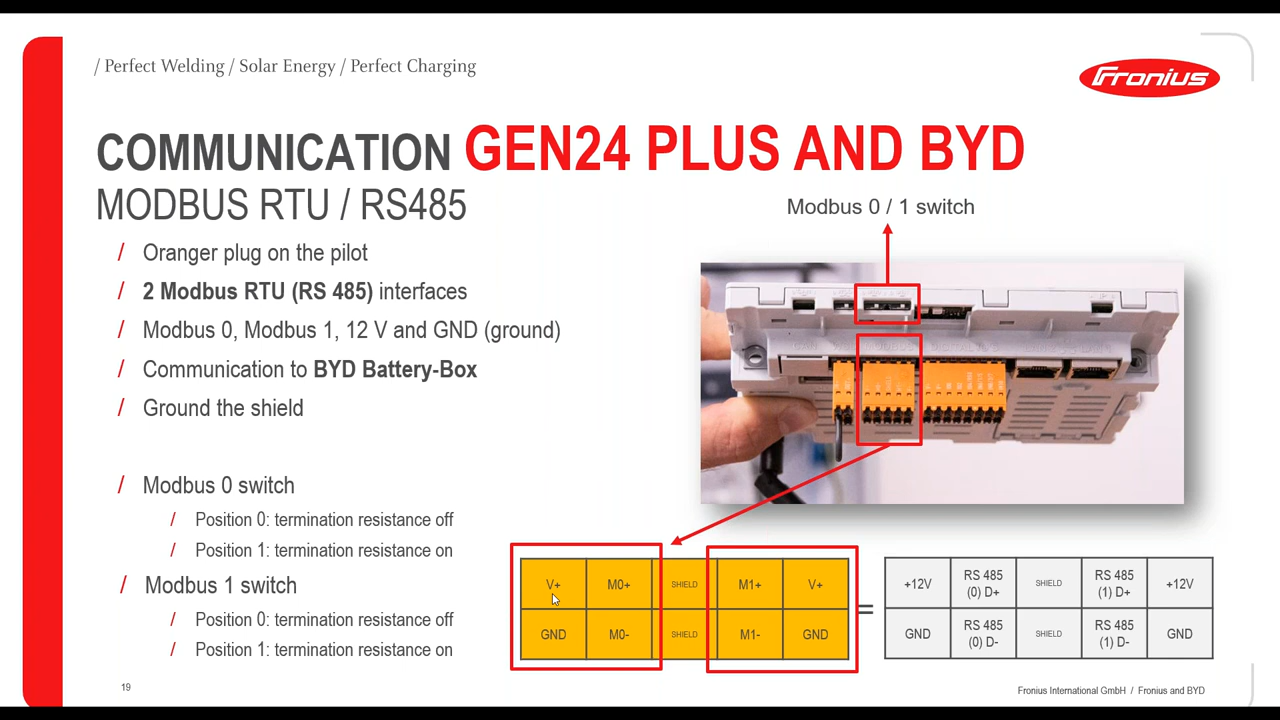 / Perfect Welding / Solar Energy / Perfect Charging
Fronius
COMMUNICATION GEN24 PLUS AND BYD
MODBUS RTU / RS485
/ Oranger plug on the pilot
/ 2 Modbus RTU (RS 485) interfaces
/ Modbus 0, Modbus 1, 12 V and GND (ground)
/ Communication to BYD Battery-Box
/ Ground the shield
/ Modbus 0 switch
/ Position 0: termination resistance off
/ Position 1: termination resistance on
/ Modbus 1 switch
/ Position 0: termination resistance off
/ Position 1: termination resistance on
Modbus 0 / 1 switch
V+ M0+ SHIELD M1+ V+
GND M0- SHIELD M1- GND
=
+12V RS 485 (0) D+ SHIELD RS 485 (1) D+ +12V
GND RS 485 (0) D- SHIELD RS 485 (1) D- GND
19
Fronius International GmbH / Fronius and BYD